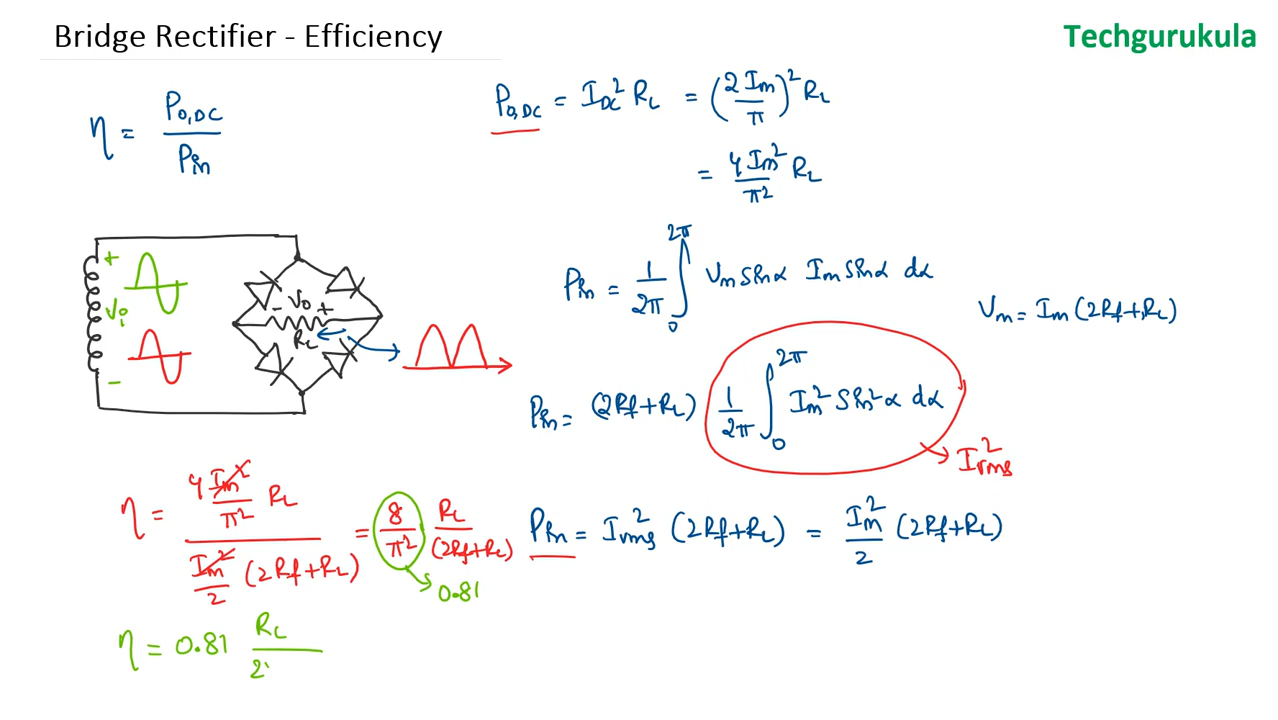 Bridge Rectifier - Efficiency
Techgurukula
η = P0,DC / Pin
P0,DC = IDC² RL = (2Im/π)² RL
= 4Im²/π² RL
+
Vi
-
- V0 +
RL
Pin = 1/2π ∫₀^2π Vm Sinα Im Sinα dα
Vm = Im (2Rf+RL)
Pin = (2Rf+RL) 1/2π ∫₀^2π Im² Sin²α dα
Irms²
η = 4Im²/π² RL / Im²/2 (2Rf+RL) = 8/π² RL/(2Rf+RL)
0.81
Pin = Irms² (2Rf+RL) = Im²/2 (2Rf+RL)
η = 0.81 RL / 2